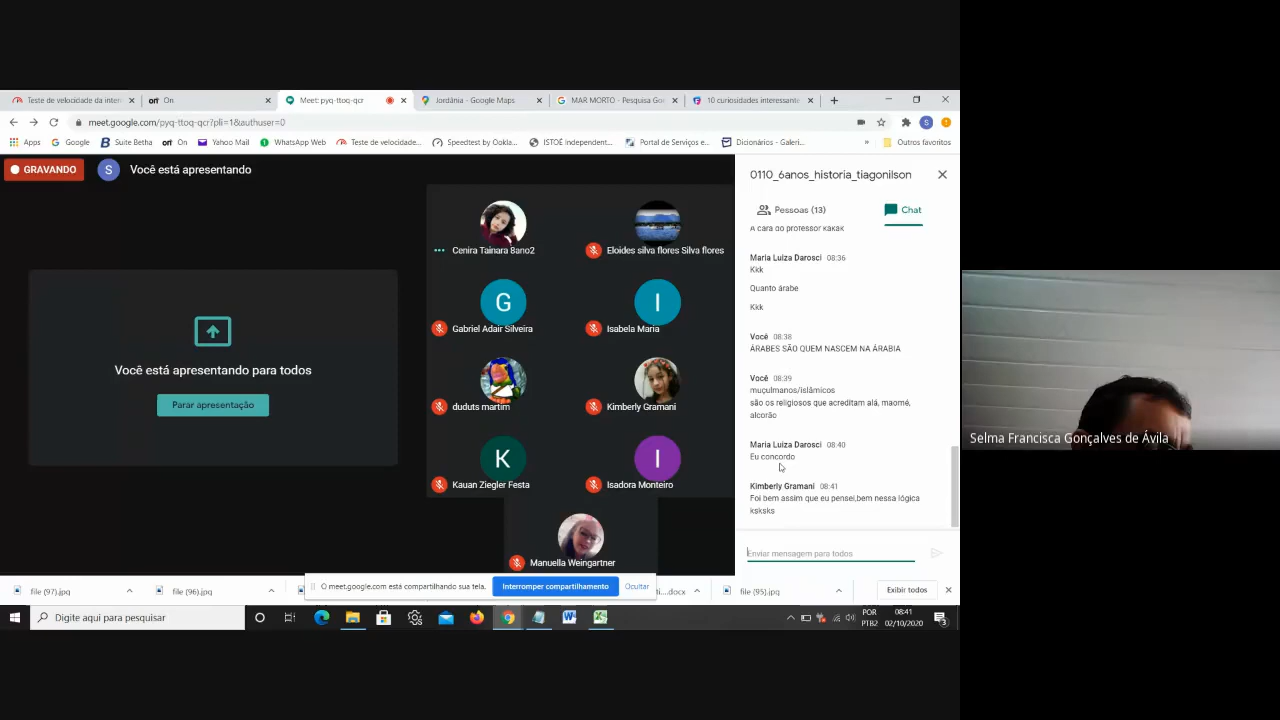 Teste de velocidade da inter
On
Meet: pyq-ttoq-qcr
Jordânia - Google Maps
MAR MORTO - Pesquisa Goo
10 curiosidades interessante
meet.google.com/pyq-ttoq-qcr?pli=1&authuser=0
Apps
Google
Suite Betha
On
Yahoo Mail
WhatsApp Web
Teste de velocidade...
Speedtest by Ookla...
ISTOÉ independent...
Portal de Serviços e...
Dicionários - Galeri...
Outros favoritos
GRAVANDO
S
Você está apresentando
Você está apresentando para todos
Parar apresentação
Cenira Tainara Bano2
Eloides silva flores Silva flores
G
Gabriel Adair Silveira
I
Isabela Maria
duduts martim
Kimberly Gramani
K
Kauan Ziegler Festa
I
Isadora Monteiro
Manuella Weingartner
0110_6anos_historia_tiagonilson
Pessoas (13)
Chat
A cara do professor kakak
Maria Luiza Darosci 08:36
Kkk
Quanto árabe
Kkk
Você 08:38
ÁRABES SÃO QUEM NASCEM NA ÁRABIA
Você 08:39
muçulmanos/islâmicos
são os religiosos que acreditam alá, maomé,
alcorão
Maria Luiza Darosci 08:40
Eu concordo
Kimberly Gramani 08:41
Foi bem assim que eu pensei,bem nessa lógica
ksksks
Enviar mensagem para todos
Selma Francisca Gonçalves de Ávila
file (97).jpg
file (96).jpg
O meet.google.com está compartilhando sua tela.
Interromper compartilhamento
Ocultar
i....docx
file (95).jpg
Exibir todos
Digite aqui para pesquisar
POR
PTB2
08:41
02/10/2020
3